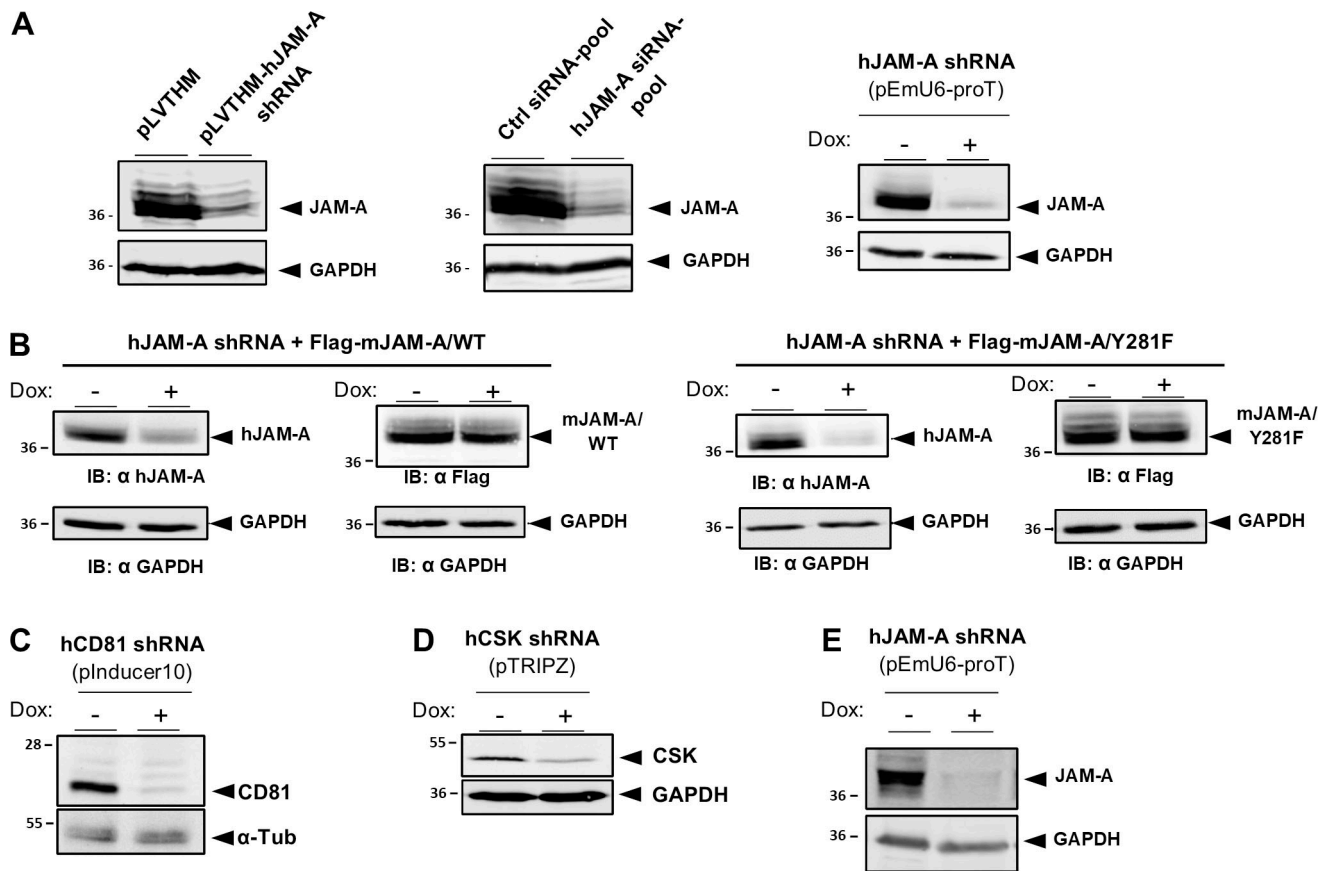 A
pLVTHM
pLVTHM-hJAM-A
shRNA
36 -
JAM-A
36 -
GAPDH
Ctrl siRNA-pool
hJAM-A siRNA-
pool
36 -
JAM-A
36 -
GAPDH
hJAM-A shRNA
(pEmU6-proT)
Dox: - +
36 -
JAM-A
36 -
GAPDH
B
hJAM-A shRNA + Flag-mJAM-A/WT
Dox: - +
36 -
hJAM-A
IB: α hJAM-A
36 -
GAPDH
IB: α GAPDH
Dox: - +
36 -
mJAM-A/
WT
IB: α Flag
36 -
GAPDH
IB: α GAPDH
hJAM-A shRNA + Flag-mJAM-A/Y281F
Dox: - +
36 -
hJAM-A
IB: α hJAM-A
36 -
GAPDH
IB: α GAPDH
Dox: - +
36 -
mJAM-A/
Y281F
IB: α Flag
36 -
GAPDH
IB: α GAPDH
C
hCD81 shRNA
(pInducer10)
Dox: - +
28 -
CD81
55 -
α-Tub
D
hCSK shRNA
(pTRIPZ)
Dox: - +
55 -
CSK
36 -
GAPDH
E
hJAM-A shRNA
(pEmU6-proT)
Dox: - +
36 -
JAM-A
36 -
GAPDH